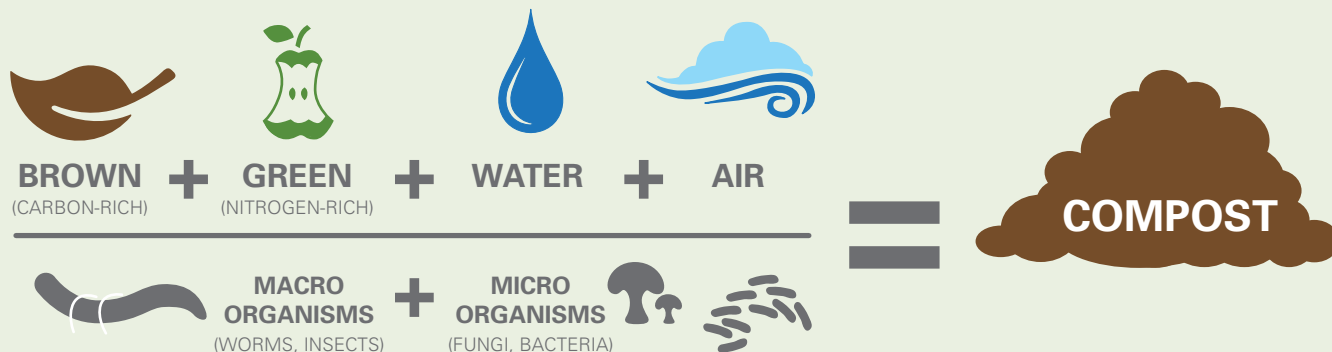 BROWN + GREEN + WATER + AIR
(CARBON-RICH) (NITROGEN-RICH)
= COMPOST
MACRO ORGANISMS + MICRO ORGANISMS
(WORMS, INSECTS) (FUNGI, BACTERIA)